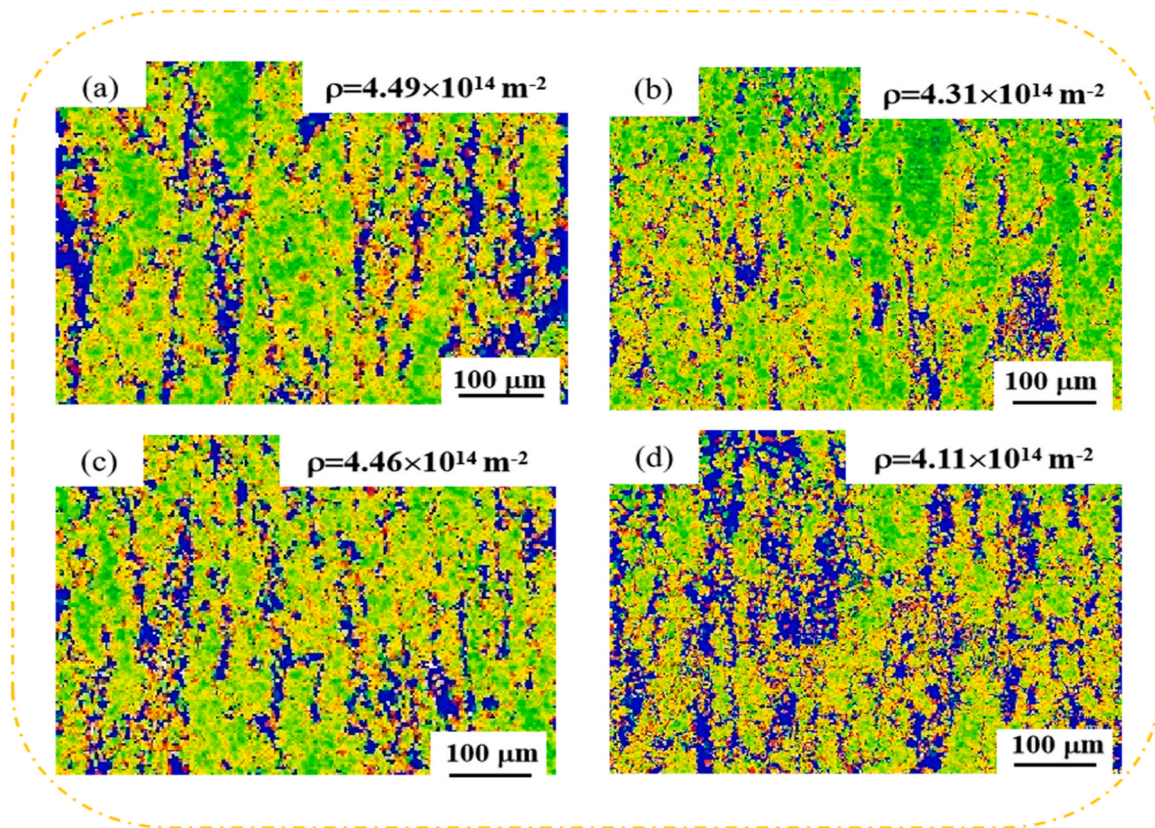 (a)
ρ=4.49×10¹⁴ m⁻²
100 μm
(b)
ρ=4.31×10¹⁴ m⁻²
100 μm
(c)
ρ=4.46×10¹⁴ m⁻²
100 μm
(d)
ρ=4.11×10¹⁴ m⁻²
100 μm